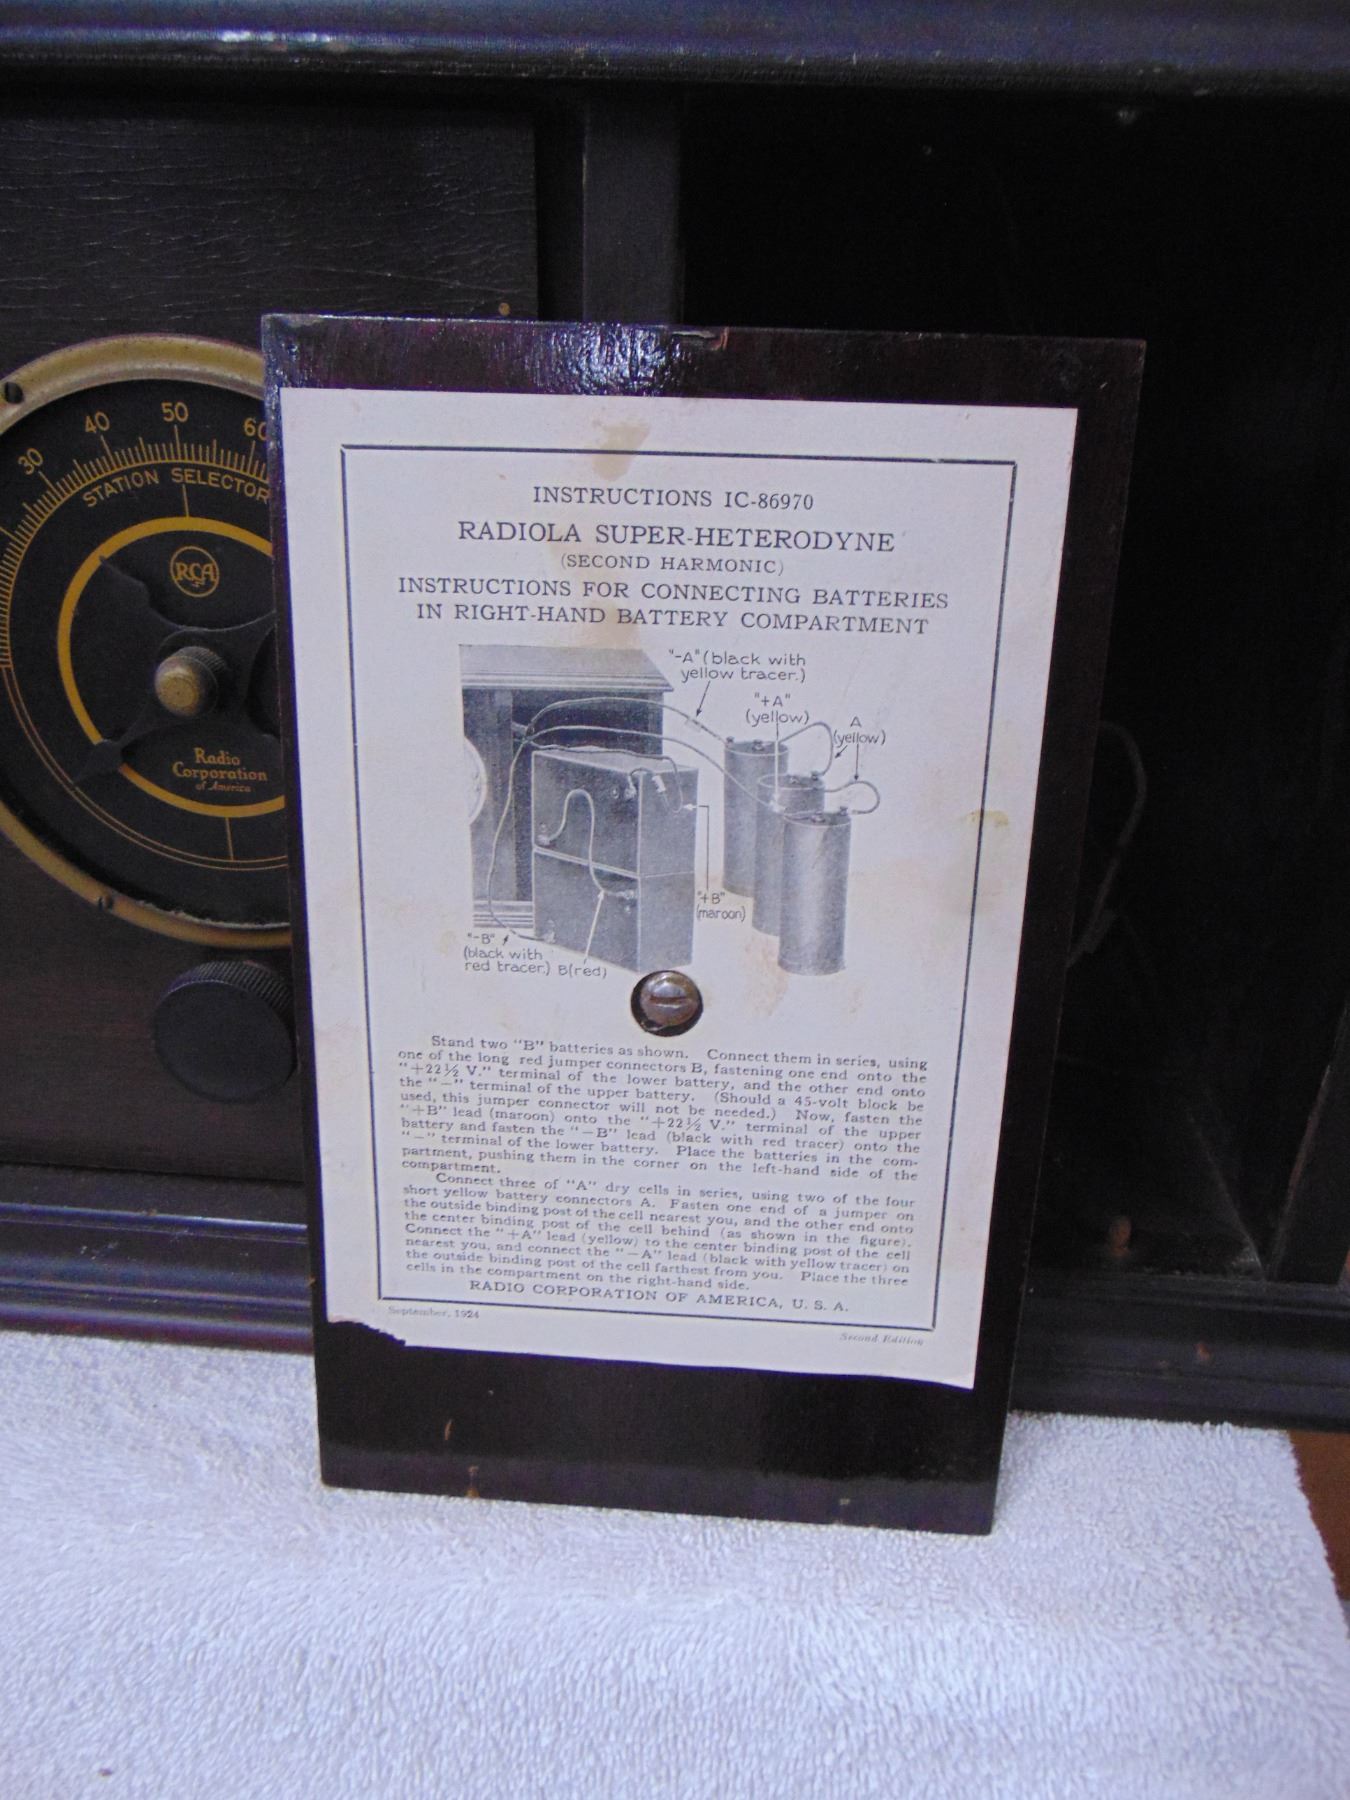 30 40 50 60
STATION SELECTOR
RCA
Radio
Corporation
of America
INSTRUCTIONS IC-86970
RADIOLA SUPER-HETERODYNE
(SECOND HARMONIC)
INSTRUCTIONS FOR CONNECTING BATTERIES
IN RIGHT-HAND BATTERY COMPARTMENT
"-A" (black with
yellow tracer.)
"+A"
(yellow)
A
(yellow)
"+B"
(maroon)
"-B"
(black with
red tracer.)
B(red)
Stand two "B" batteries as shown. Connect them in series, using
one of the long red jumper connectors B, fastening one end onto the
"+22½ V." terminal of the lower battery, and the other end onto
the "—" terminal of the upper battery. (Should a 45-volt block be
used, this jumper connector will not be needed.) Now, fasten the
"+B" lead (maroon) onto the "+22½ V." terminal of the upper
battery and fasten the "—B" lead (black with red tracer) onto the
"—" terminal of the lower battery. Place the batteries in the com-
partment, pushing them in the corner on the left-hand side of the
compartment.
Connect three of "A" dry cells in series, using two of the four
short yellow battery connectors A. Fasten one end of a jumper on
the outside binding post of the cell nearest you, and the other end onto
the center binding post of the cell behind (as shown in the figure).
Connect the "+A" lead (yellow) to the center binding post of the cell
nearest you, and connect the "—A" lead (black with yellow tracer) on
the outside binding post of the cell farthest from you. Place the three
cells in the compartment on the right-hand side.
RADIO CORPORATION OF AMERICA, U. S. A.
September, 1924
Second Edition